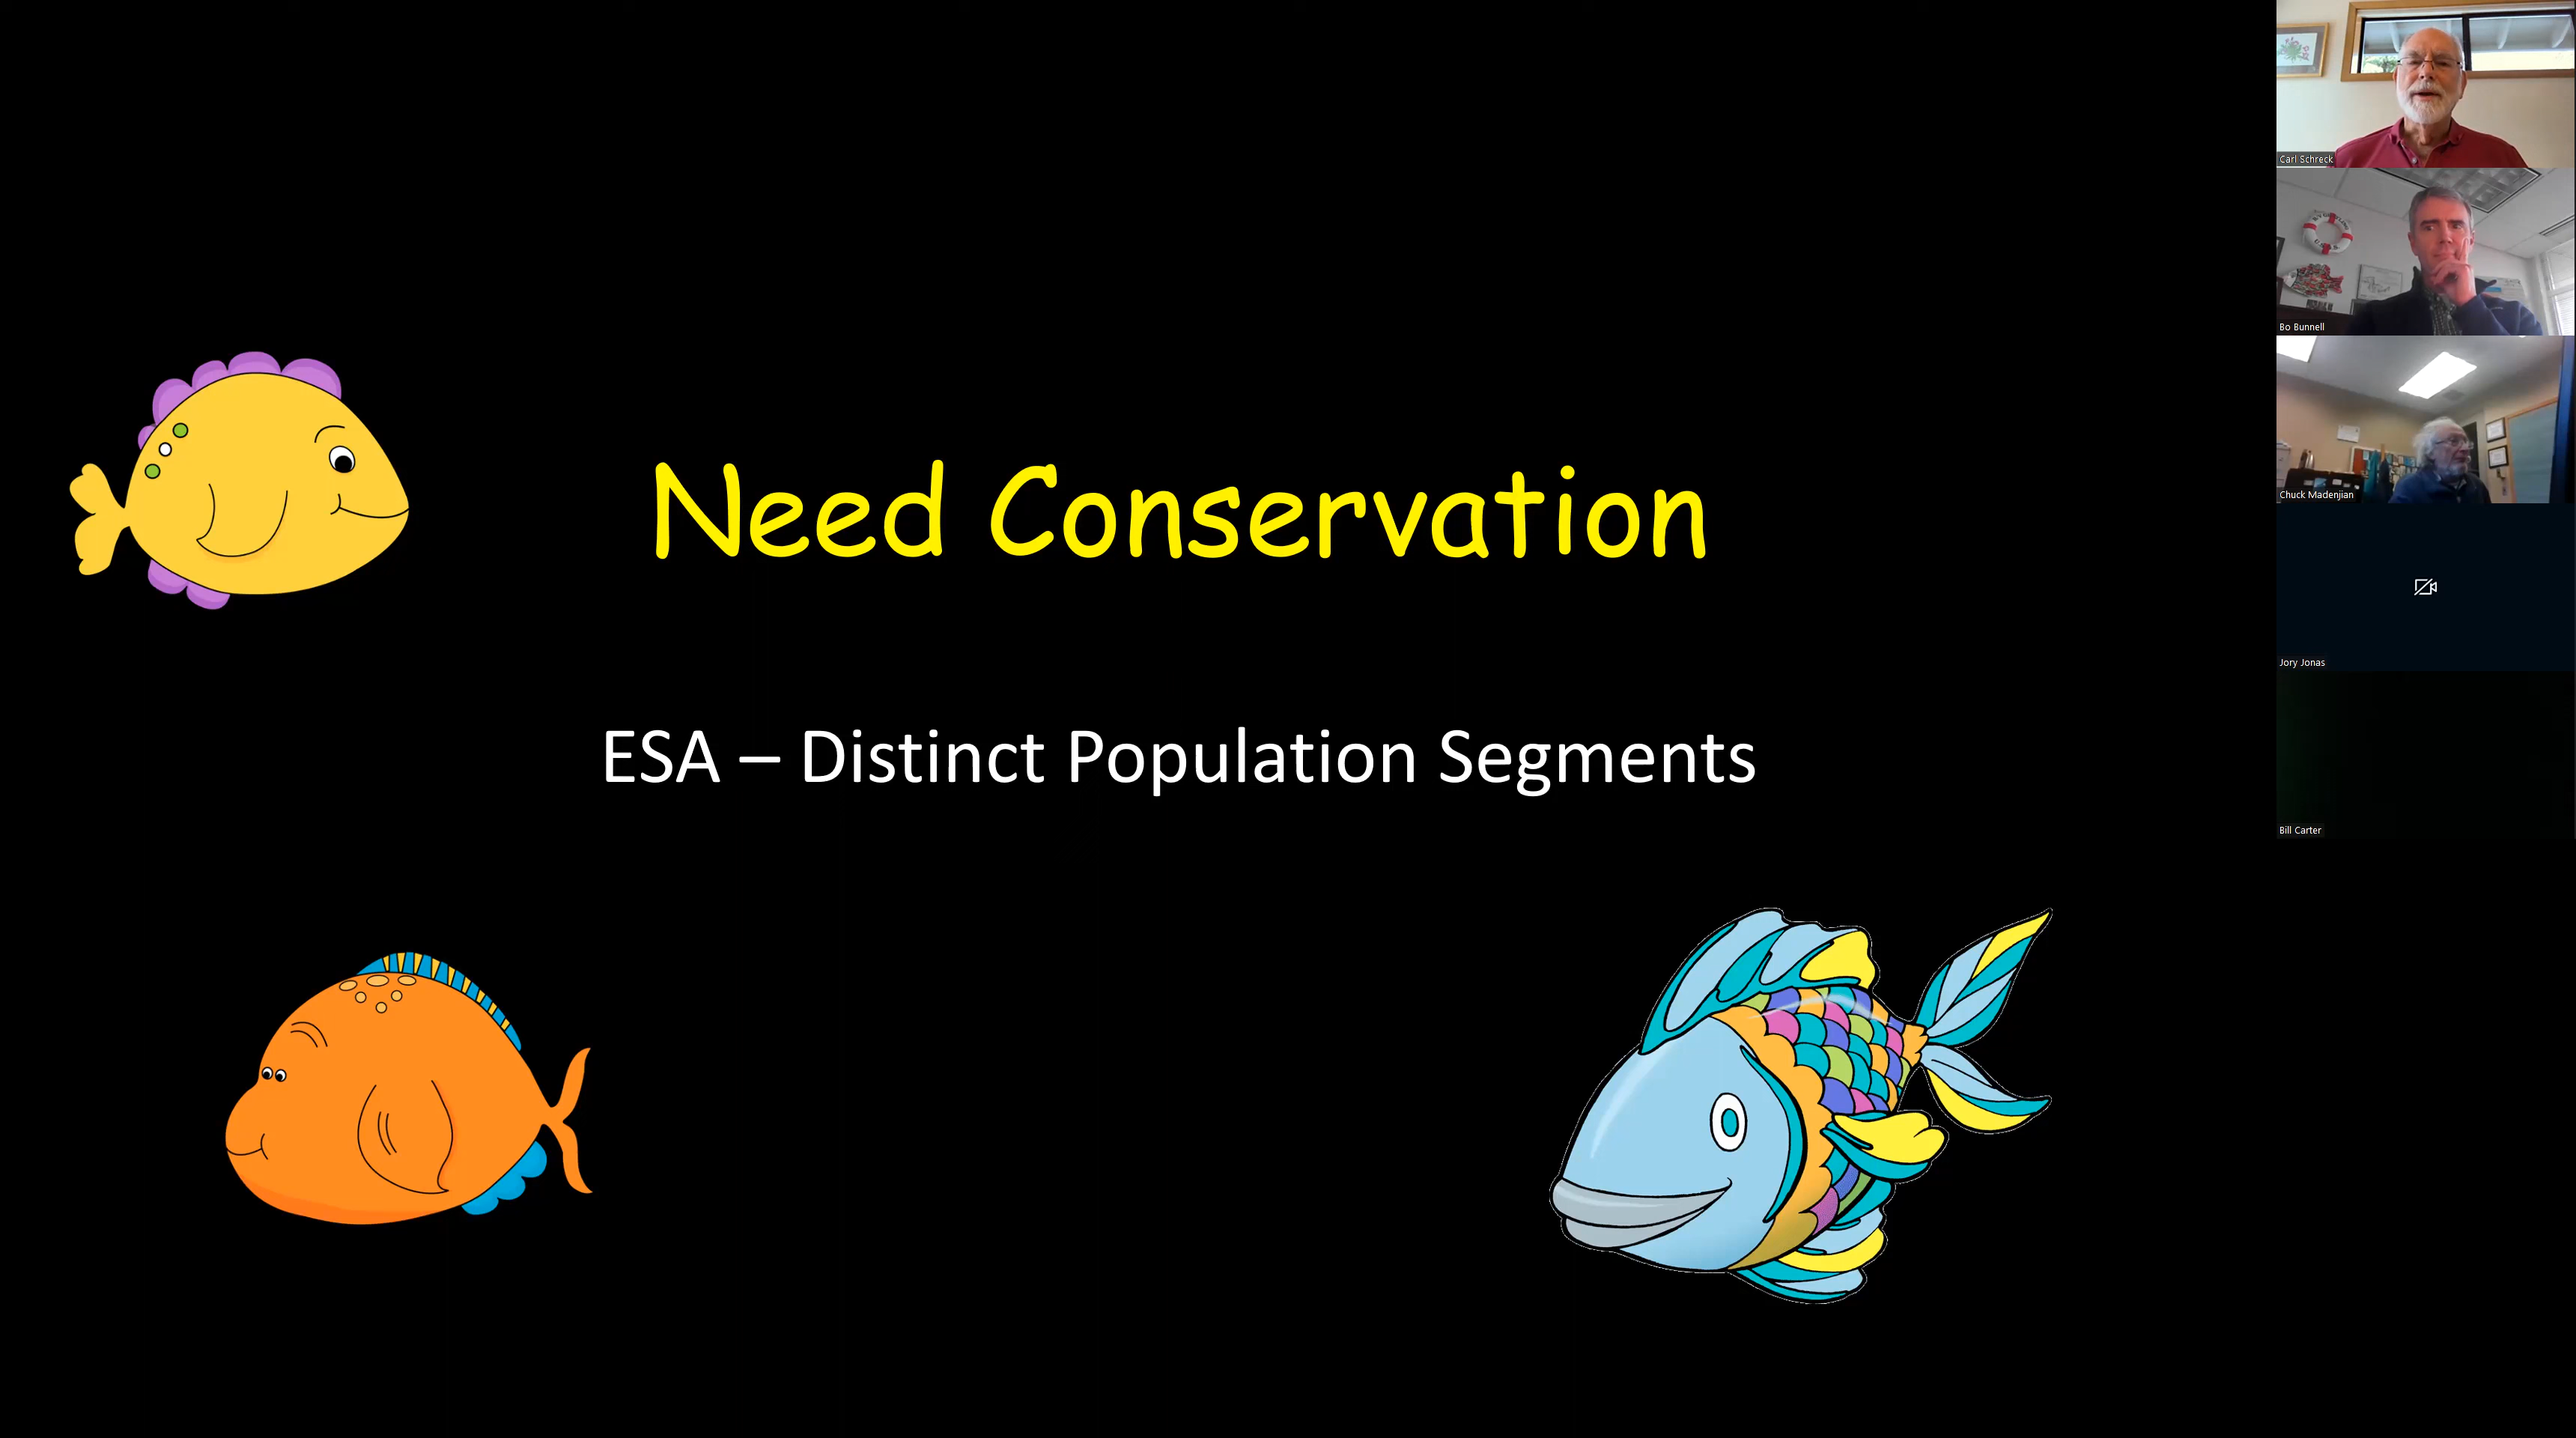 Need Conservation
ESA – Distinct Population Segments
Carl Schreck
Bo Bunnell
Chuck Madenjian
Jory Jonas
Bill Carter